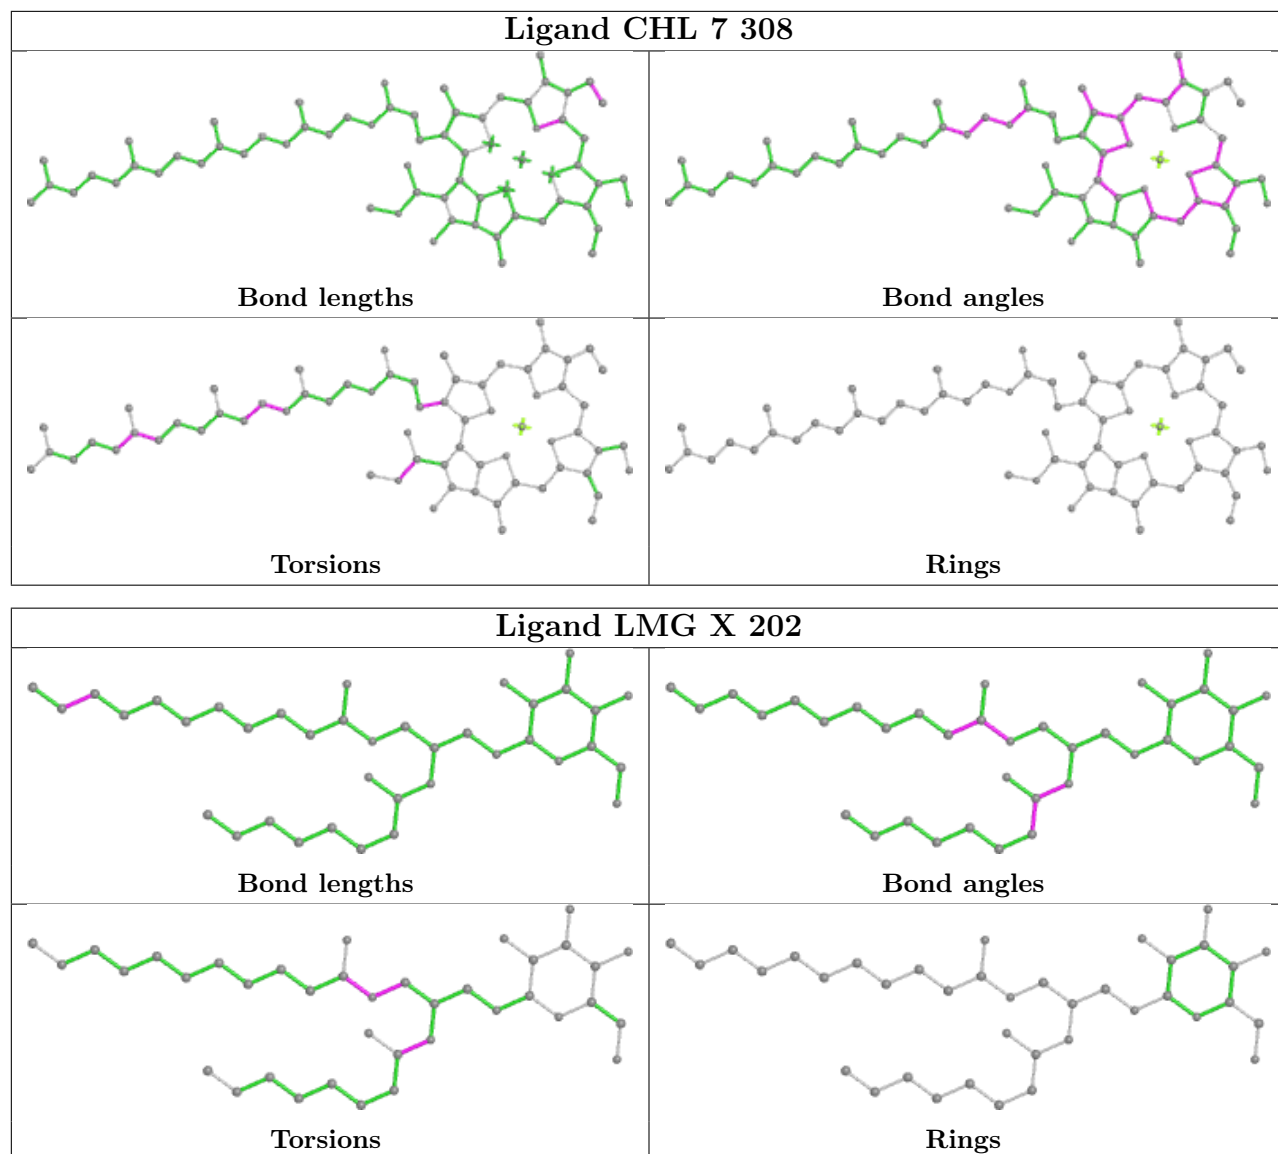 Ligand CHL 7 308
Bond lengths
Bond angles
Torsions
Rings
Ligand LMG X 202
Bond lengths
Bond angles
Torsions
Rings